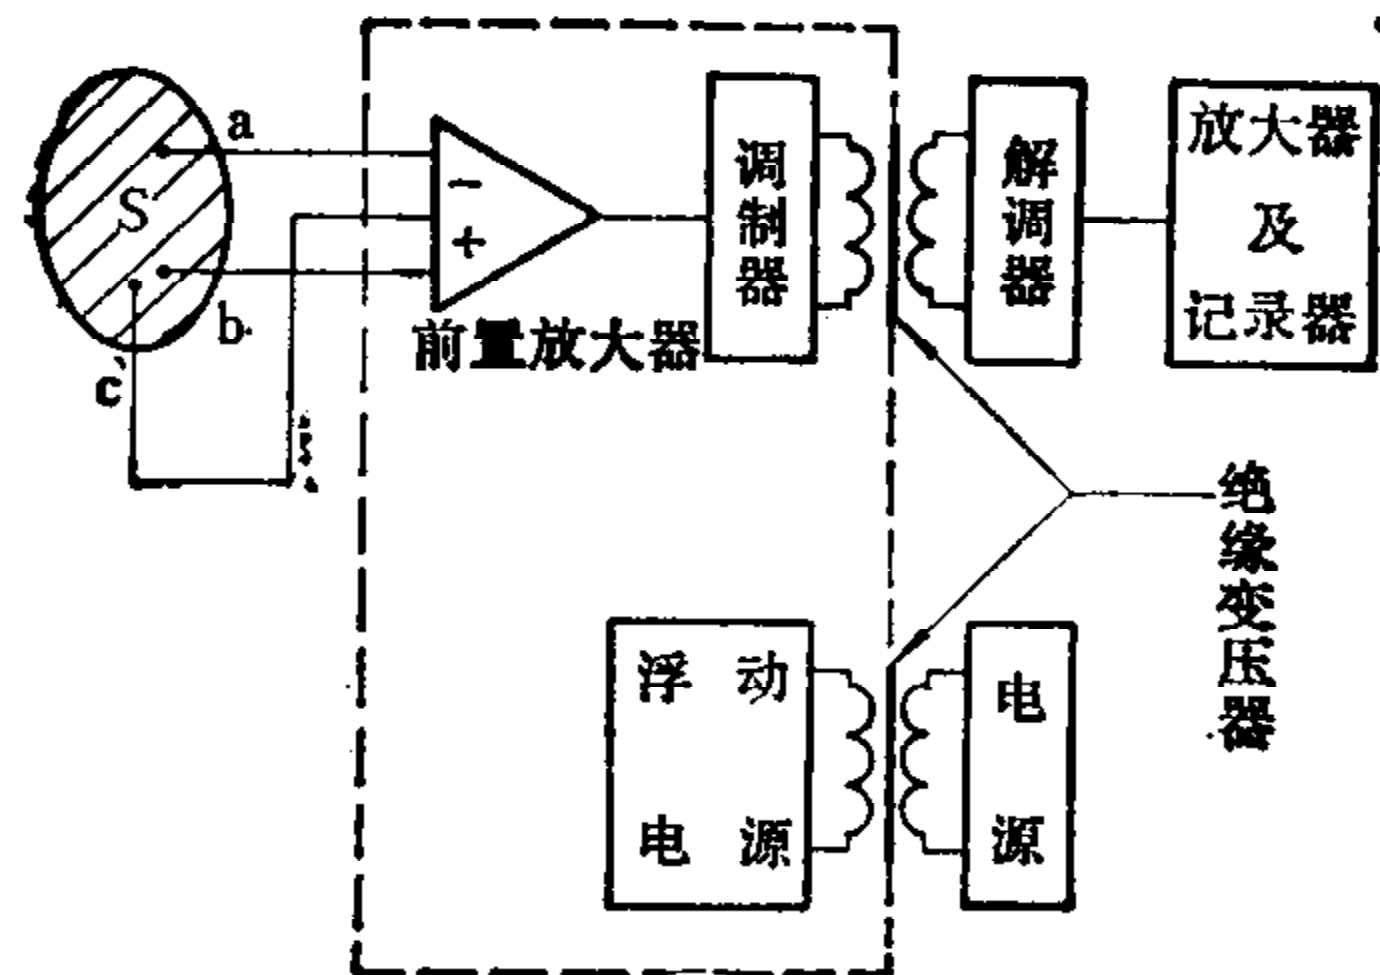 a
S
b
c
-
+
前置放大器
调
制
器
解
调
器
放大器
及
记录器
绝
缘
变
压
器
浮 动
电 源
电
源